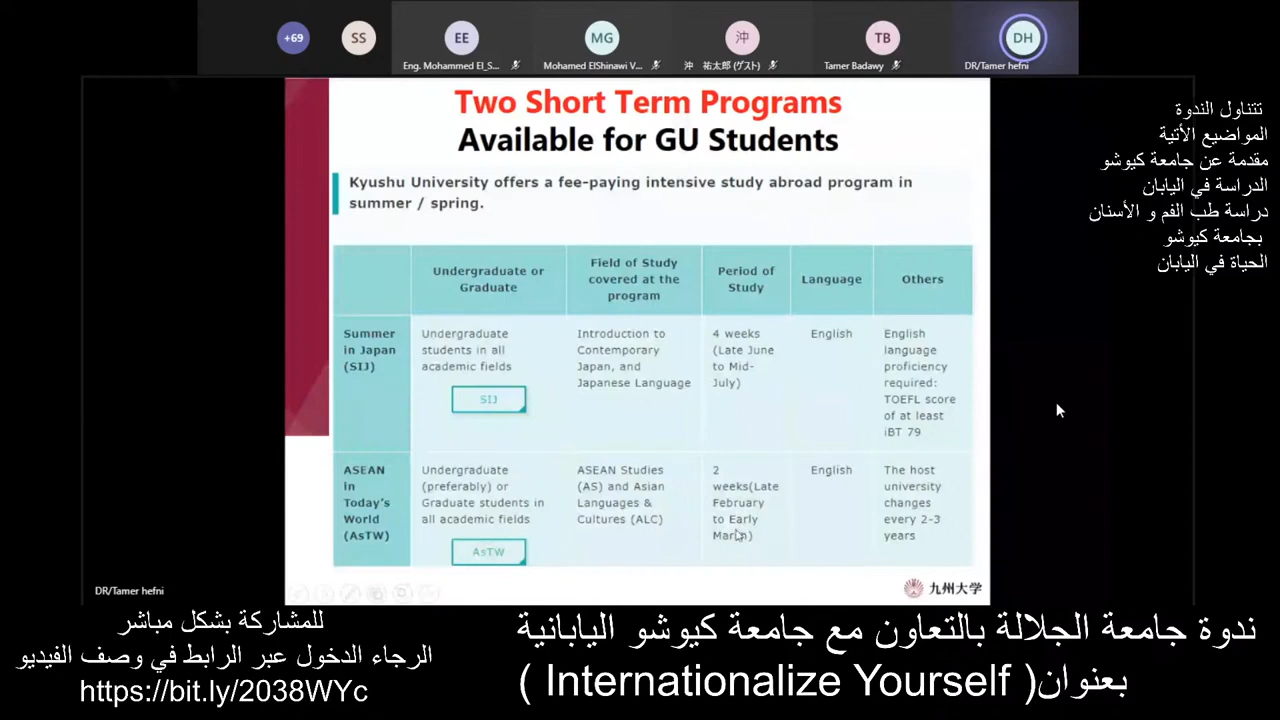 +69
SS
EE
MG
沖
TB
DH
Eng. Mohammed El_S...
Mohamed ElShinawi V...
沖 祐太郎 (ゲスト)
Tamer Badawy
DR/Tamer hefni
Two Short Term Programs
Available for GU Students
Kyushu University offers a fee-paying intensive study abroad program in
summer / spring.
Undergraduate or
Graduate
Field of Study
covered at the
program
Period of
Study
Language
Others
Summer
in Japan
(SIJ)
Undergraduate
students in all
academic fields
SIJ
Introduction to
Contemporary
Japan, and
Japanese Language
4 weeks
(Late June
to Mid-
July)
English
English
language
proficiency
required:
TOEFL score
of at least
iBT 79
ASEAN
in
Today's
World
(AsTW)
Undergraduate
(preferably) or
Graduate students in
all academic fields
AsTW
ASEAN Studies
(AS) and Asian
Languages &
Cultures (ALC)
2
weeks(Late
February
to Early
March)
English
The host
university
changes
every 2-3
years
DR/Tamer hefni
九州大学
تتناول الندوة
المواضيع الأتية
مقدمة عن جامعة كيوشو
الدراسة في اليابان
دراسة طب الفم و الأسنان
بجامعة كيوشو
الحياة في اليابان
للمشاركة بشكل مباشر
الرجاء الدخول عبر الرابط في وصف الفيديو
https://bit.ly/2038WYc
ندوة جامعة الجلالة بالتعاون مع جامعة كيوشو اليابانية
بعنوان( Internationalize Yourself )